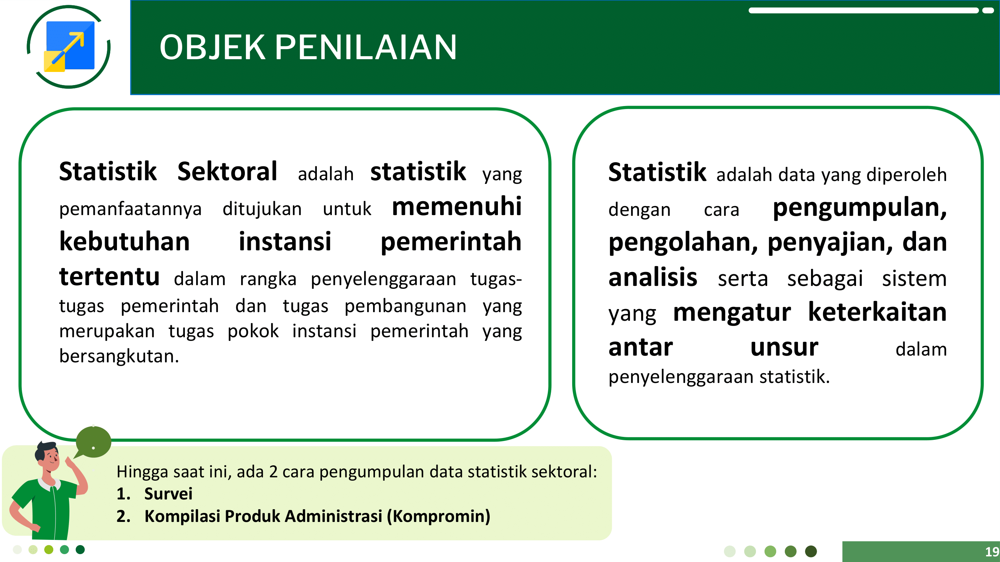 OBJEK PENILAIAN
Statistik Sektoral adalah statistik yang
pemanfaatannya ditujukan untuk memenuhi
kebutuhan instansi pemerintah
tertentu dalam rangka penyelenggaraan tugas-
tugas pemerintah dan tugas pembangunan yang
merupakan tugas pokok instansi pemerintah yang
bersangkutan.
Statistik adalah data yang diperoleh
dengan cara pengumpulan,
pengolahan, penyajian, dan
analisis serta sebagai sistem
yang mengatur keterkaitan
antar unsur dalam
penyelenggaraan statistik.
Hingga saat ini, ada 2 cara pengumpulan data statistik sektoral:
1. Survei
2. Kompilasi Produk Administrasi (Kompromin)
19